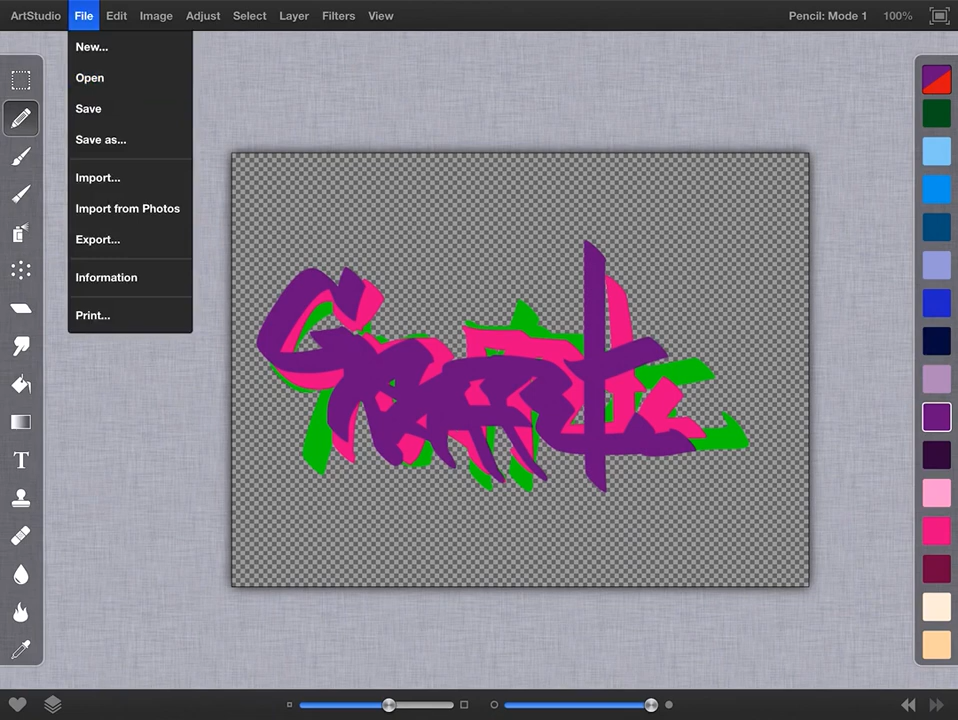 ArtStudio File Edit Image Adjust Select Layer Filters View Pencil: Mode 1 100%
New...
Open
Save
Save as...
Import...
Import from Photos
Export...
Information
Print...
T